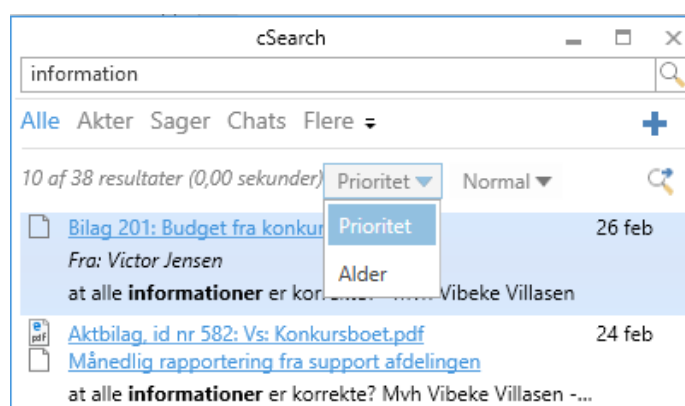 cSearch
information
Alle Akter Sager Chats Flere
10 af 38 resultater (0,00 sekunder) Prioritet Normal
Prioritet
Alder
Bilag 201: Budget fra 26 feb
Fra: Victor Jensen
at alle informationer er Vibeke Villasen
pdf Aktbilag, id nr 582: Vs: Konkursboet.pdf 24 feb
Månedlig rapportering fra support afdelingen
at alle informationer er korrekte? Mvh Vibeke Villasen -...